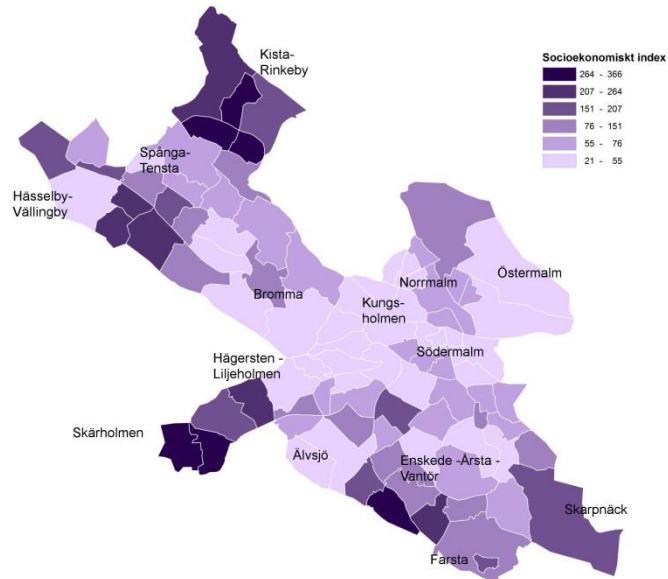 Kista-
Rinkeby
Socioekonomiskt index
264 - 366
207 - 264
151 - 207
76 - 151
55 - 76
21 - 55
Spånga-
Tensta
Hässelby-
Vällingby
Östermalm
Norrmalm
Bromma
Kungs-
holmen
Södermalm
Hägersten -
Liljeholmen
Skärholmen
Älvsjö
Enskede -Årsta -
Vantör
Skarpnäck
Farsta